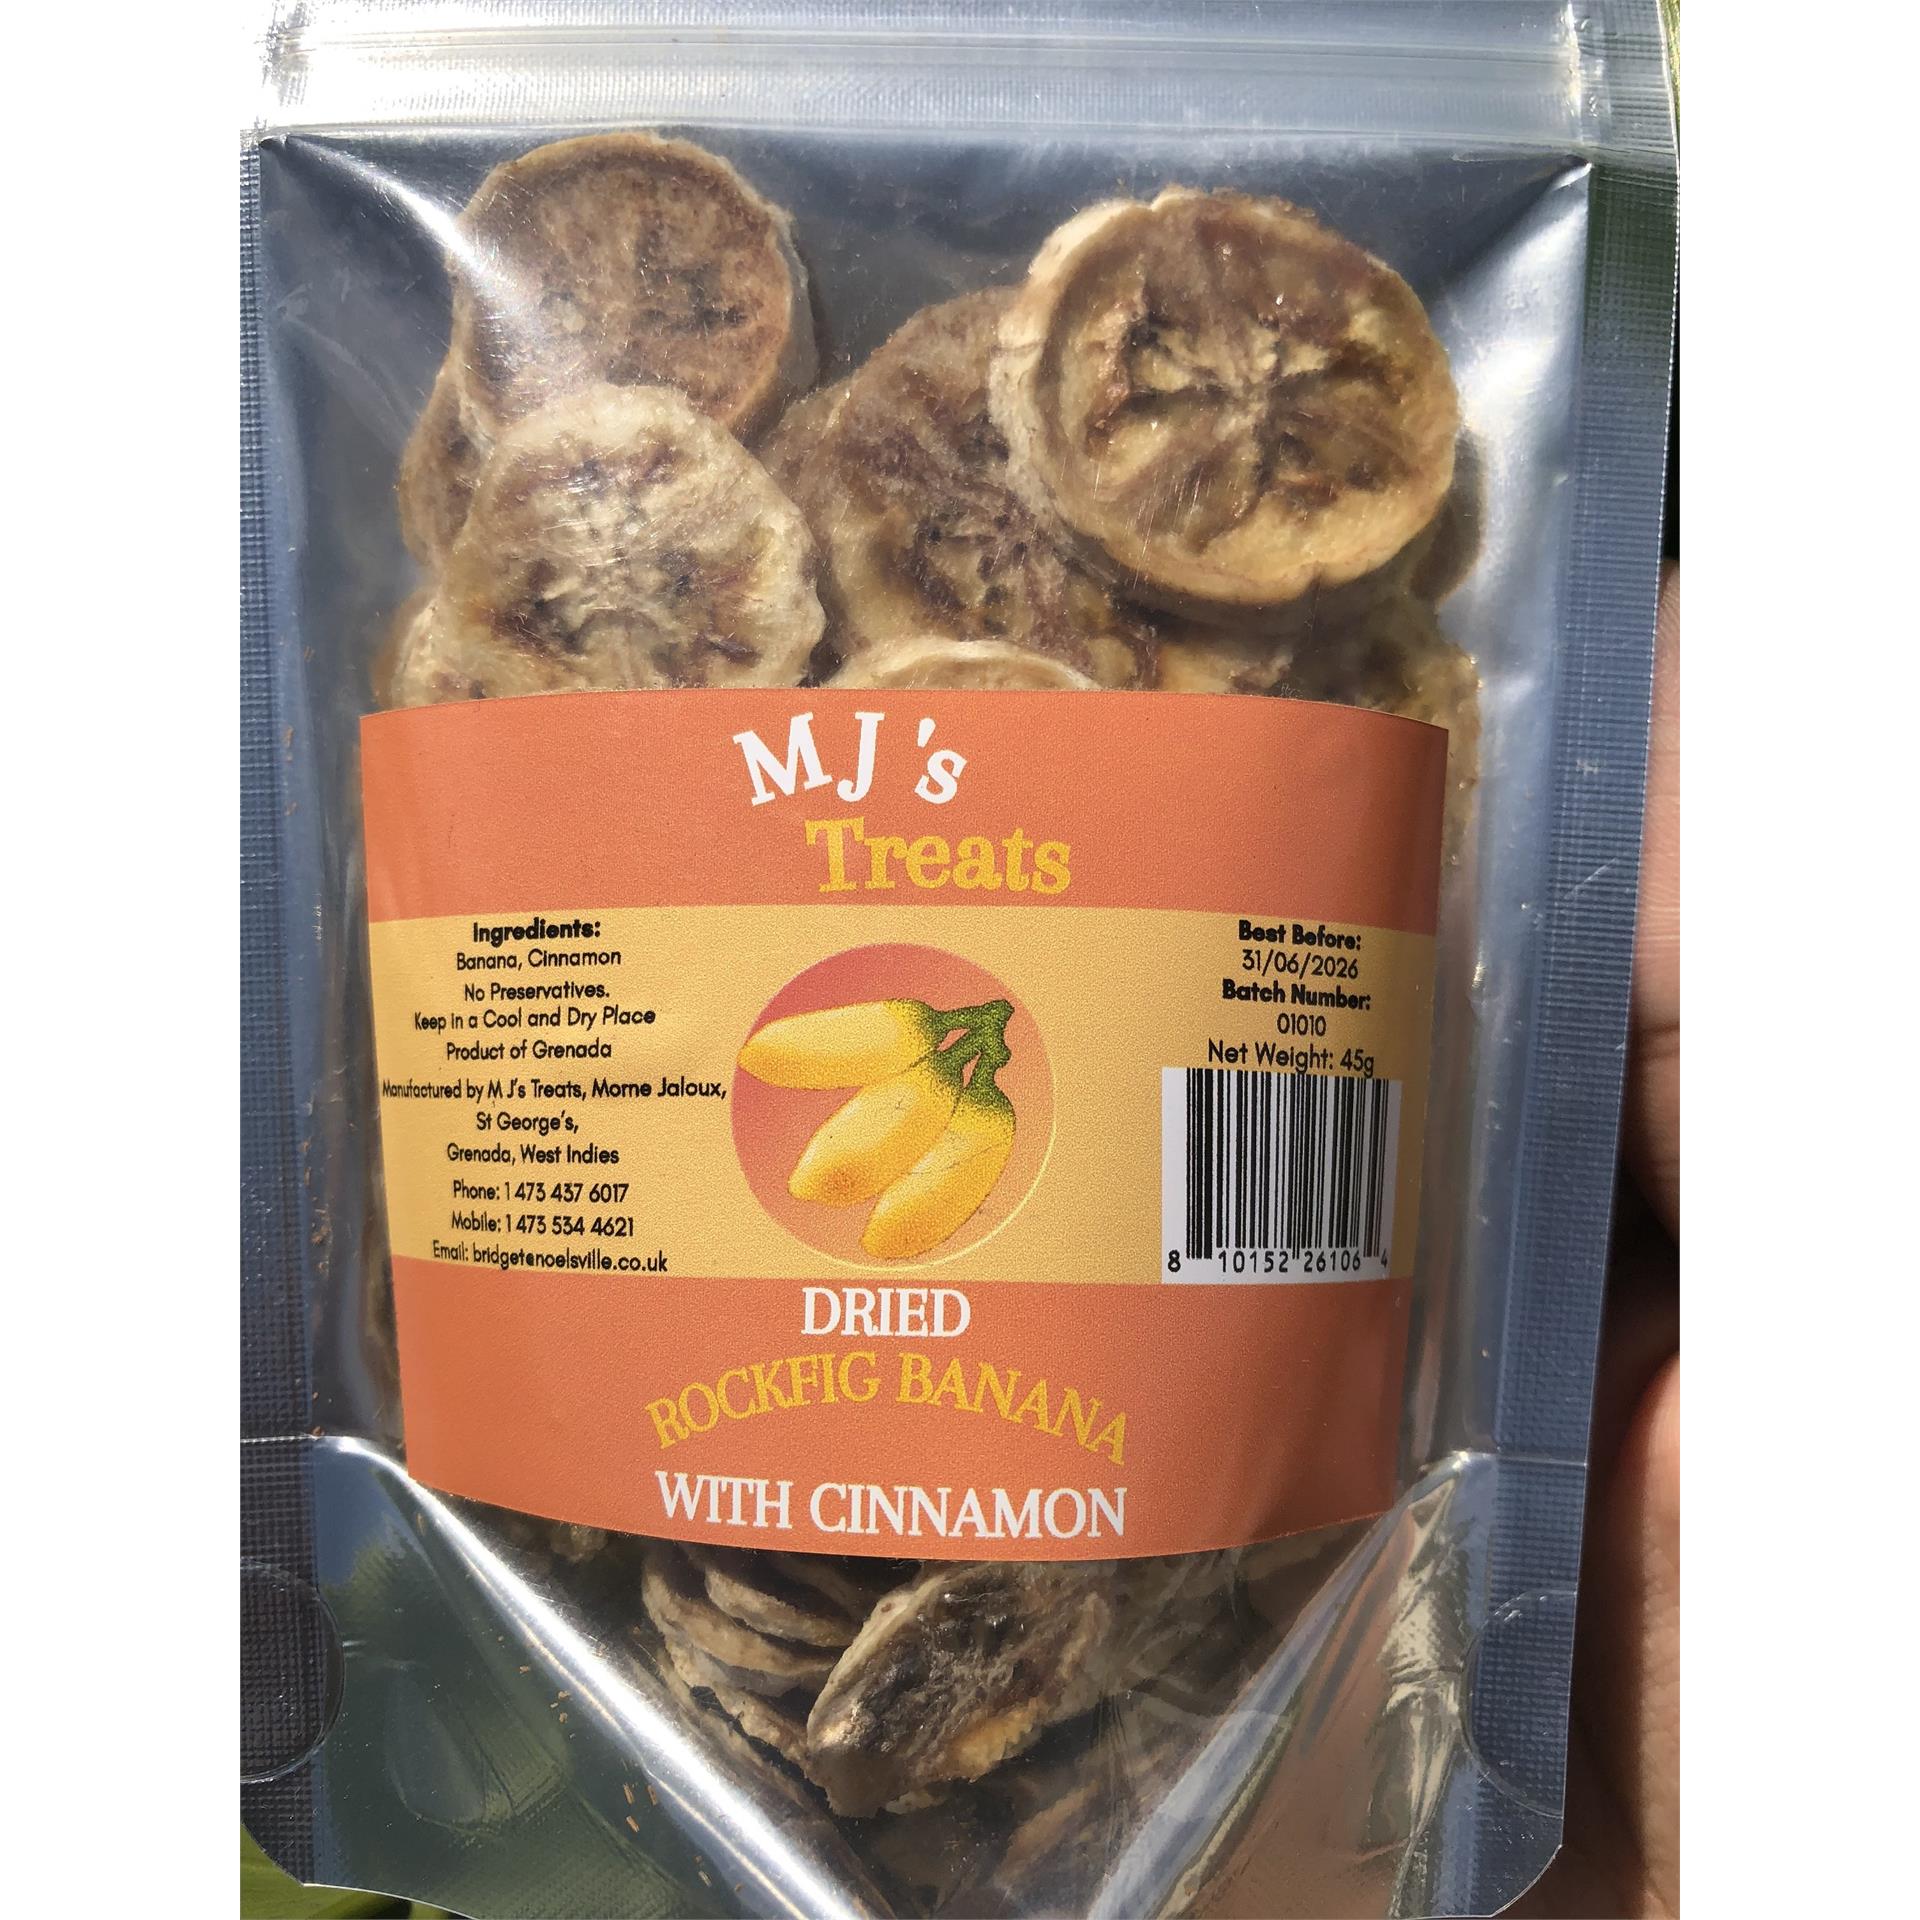 MJ's
Treats
Ingredients:
Banana, Cinnamon
No Preservatives.
Keep in a Cool and Dry Place
Product of Grenada
Manufactured by M J's Treats, Morne Jaloux,
St George's,
Grenada, West Indies
Phone: 1 473 437 6017
Mobile: 1 473 534 4621
Email: bridget@noelsville.co.uk
Best Before:
31/06/2026
Batch Number:
01010
Net Weight: 45g
8 10152 26106 4
DRIED
ROCKFIG BANANA
WITH CINNAMON